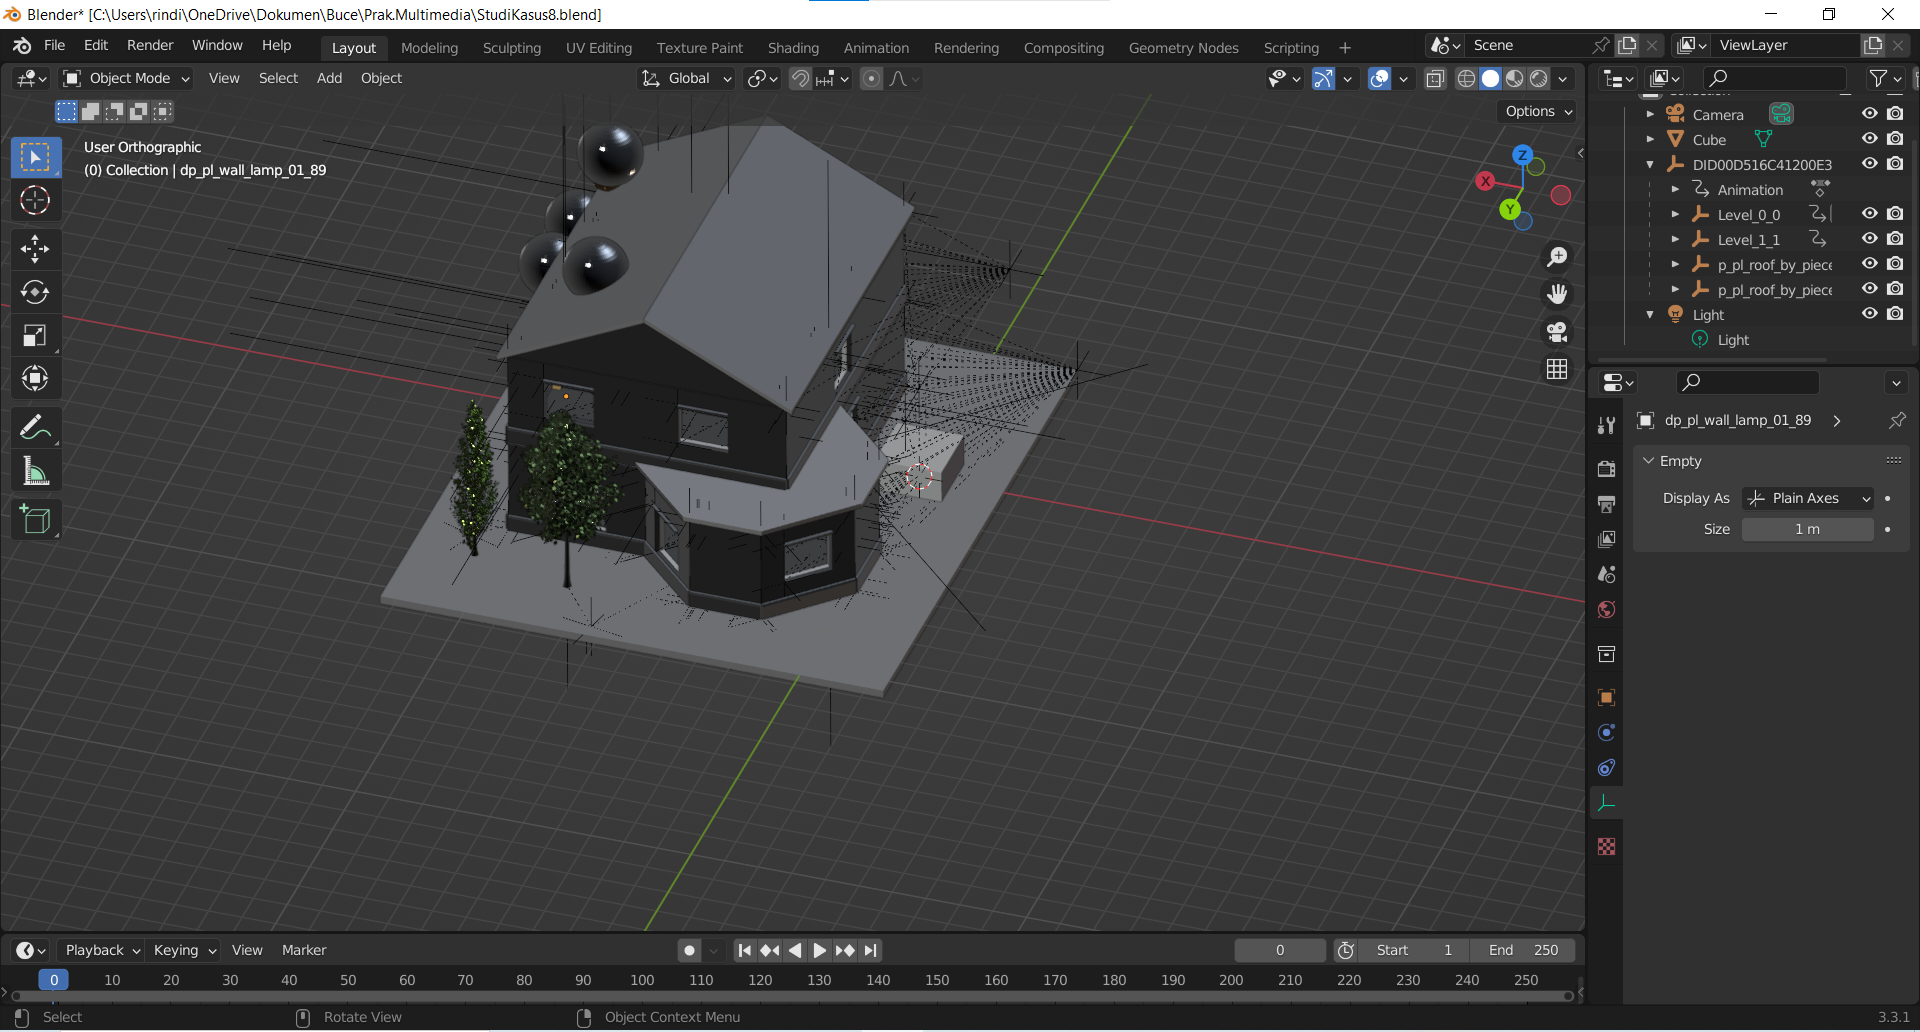 Blender* [C:\Users\rindi\OneDrive\Dokumen\Buce\Prak.Multimedia\StudiKasus8.blend]
File Edit Render Window Help Layout Modeling Sculpting UV Editing Texture Paint Shading Animation Rendering Compositing Geometry Nodes Scripting + Scene ViewLayer
Object Mode View Select Add Object Global
Options
User Orthographic
(0) Collection | dp_pl_wall_lamp_01_89
Z
X
Y
Camera
Cube
DID00D516C41200E3
Animation
Level_0_0
Level_1_1
p_pl_roof_by_piece
p_pl_roof_by_piece
Light
Light
dp_pl_wall_lamp_01_89
Empty
Display As Plain Axes
Size 1 m
Playback Keying View Marker 0 Start 1 End 250
0 10 20 30 40 50 60 70 80 90 100 110 120 130 140 150 160 170 180 190 200 210 220 230 240 250
Select Rotate View Object Context Menu 3.3.1